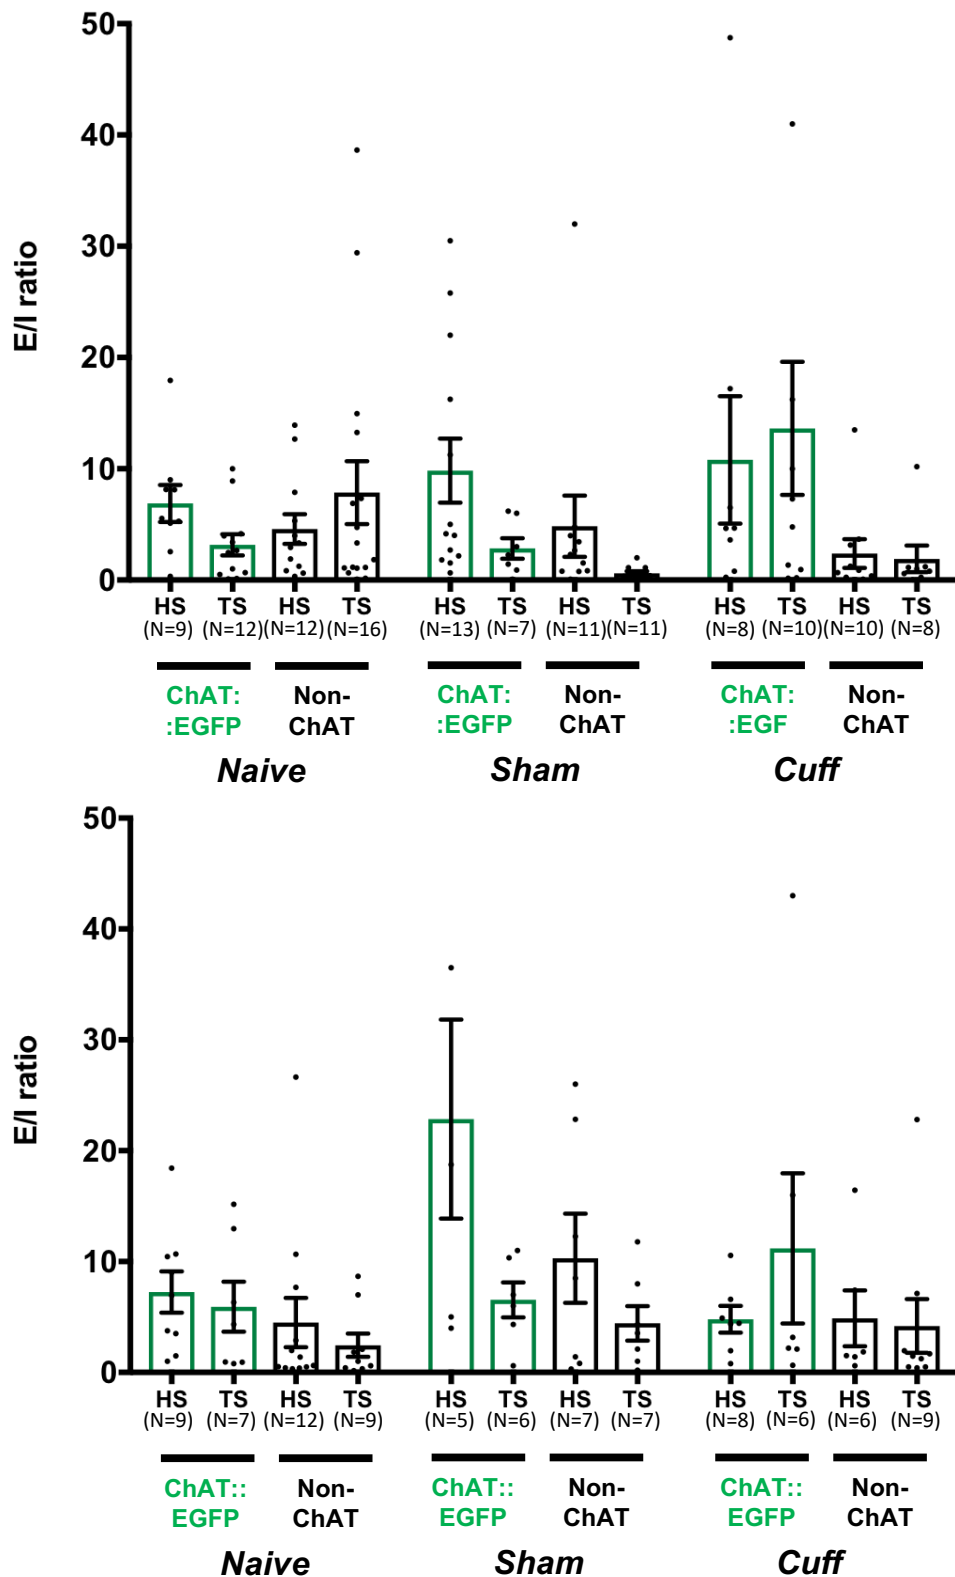 50
40
30
20
10
0
E/I ratio
HS TS HS TS HS TS HS TS HS TS HS TS
(N=9) (N=12) (N=12) (N=16) (N=13) (N=7) (N=11) (N=11) (N=8) (N=10) (N=10) (N=8)
ChAT: Non- ChAT: Non- ChAT: Non-
:EGFP ChAT :EGFP ChAT :EGF ChAT
Naive Sham Cuff
50
40
30
20
10
0
E/I ratio
HS TS HS TS HS TS HS TS HS TS HS TS
(N=9) (N=7) (N=12) (N=9) (N=5) (N=6) (N=7) (N=7) (N=8) (N=6) (N=6) (N=9)
ChAT:: Non- ChAT:: Non- ChAT:: Non-
EGFP ChAT EGFP ChAT EGFP ChAT
Naive Sham Cuff